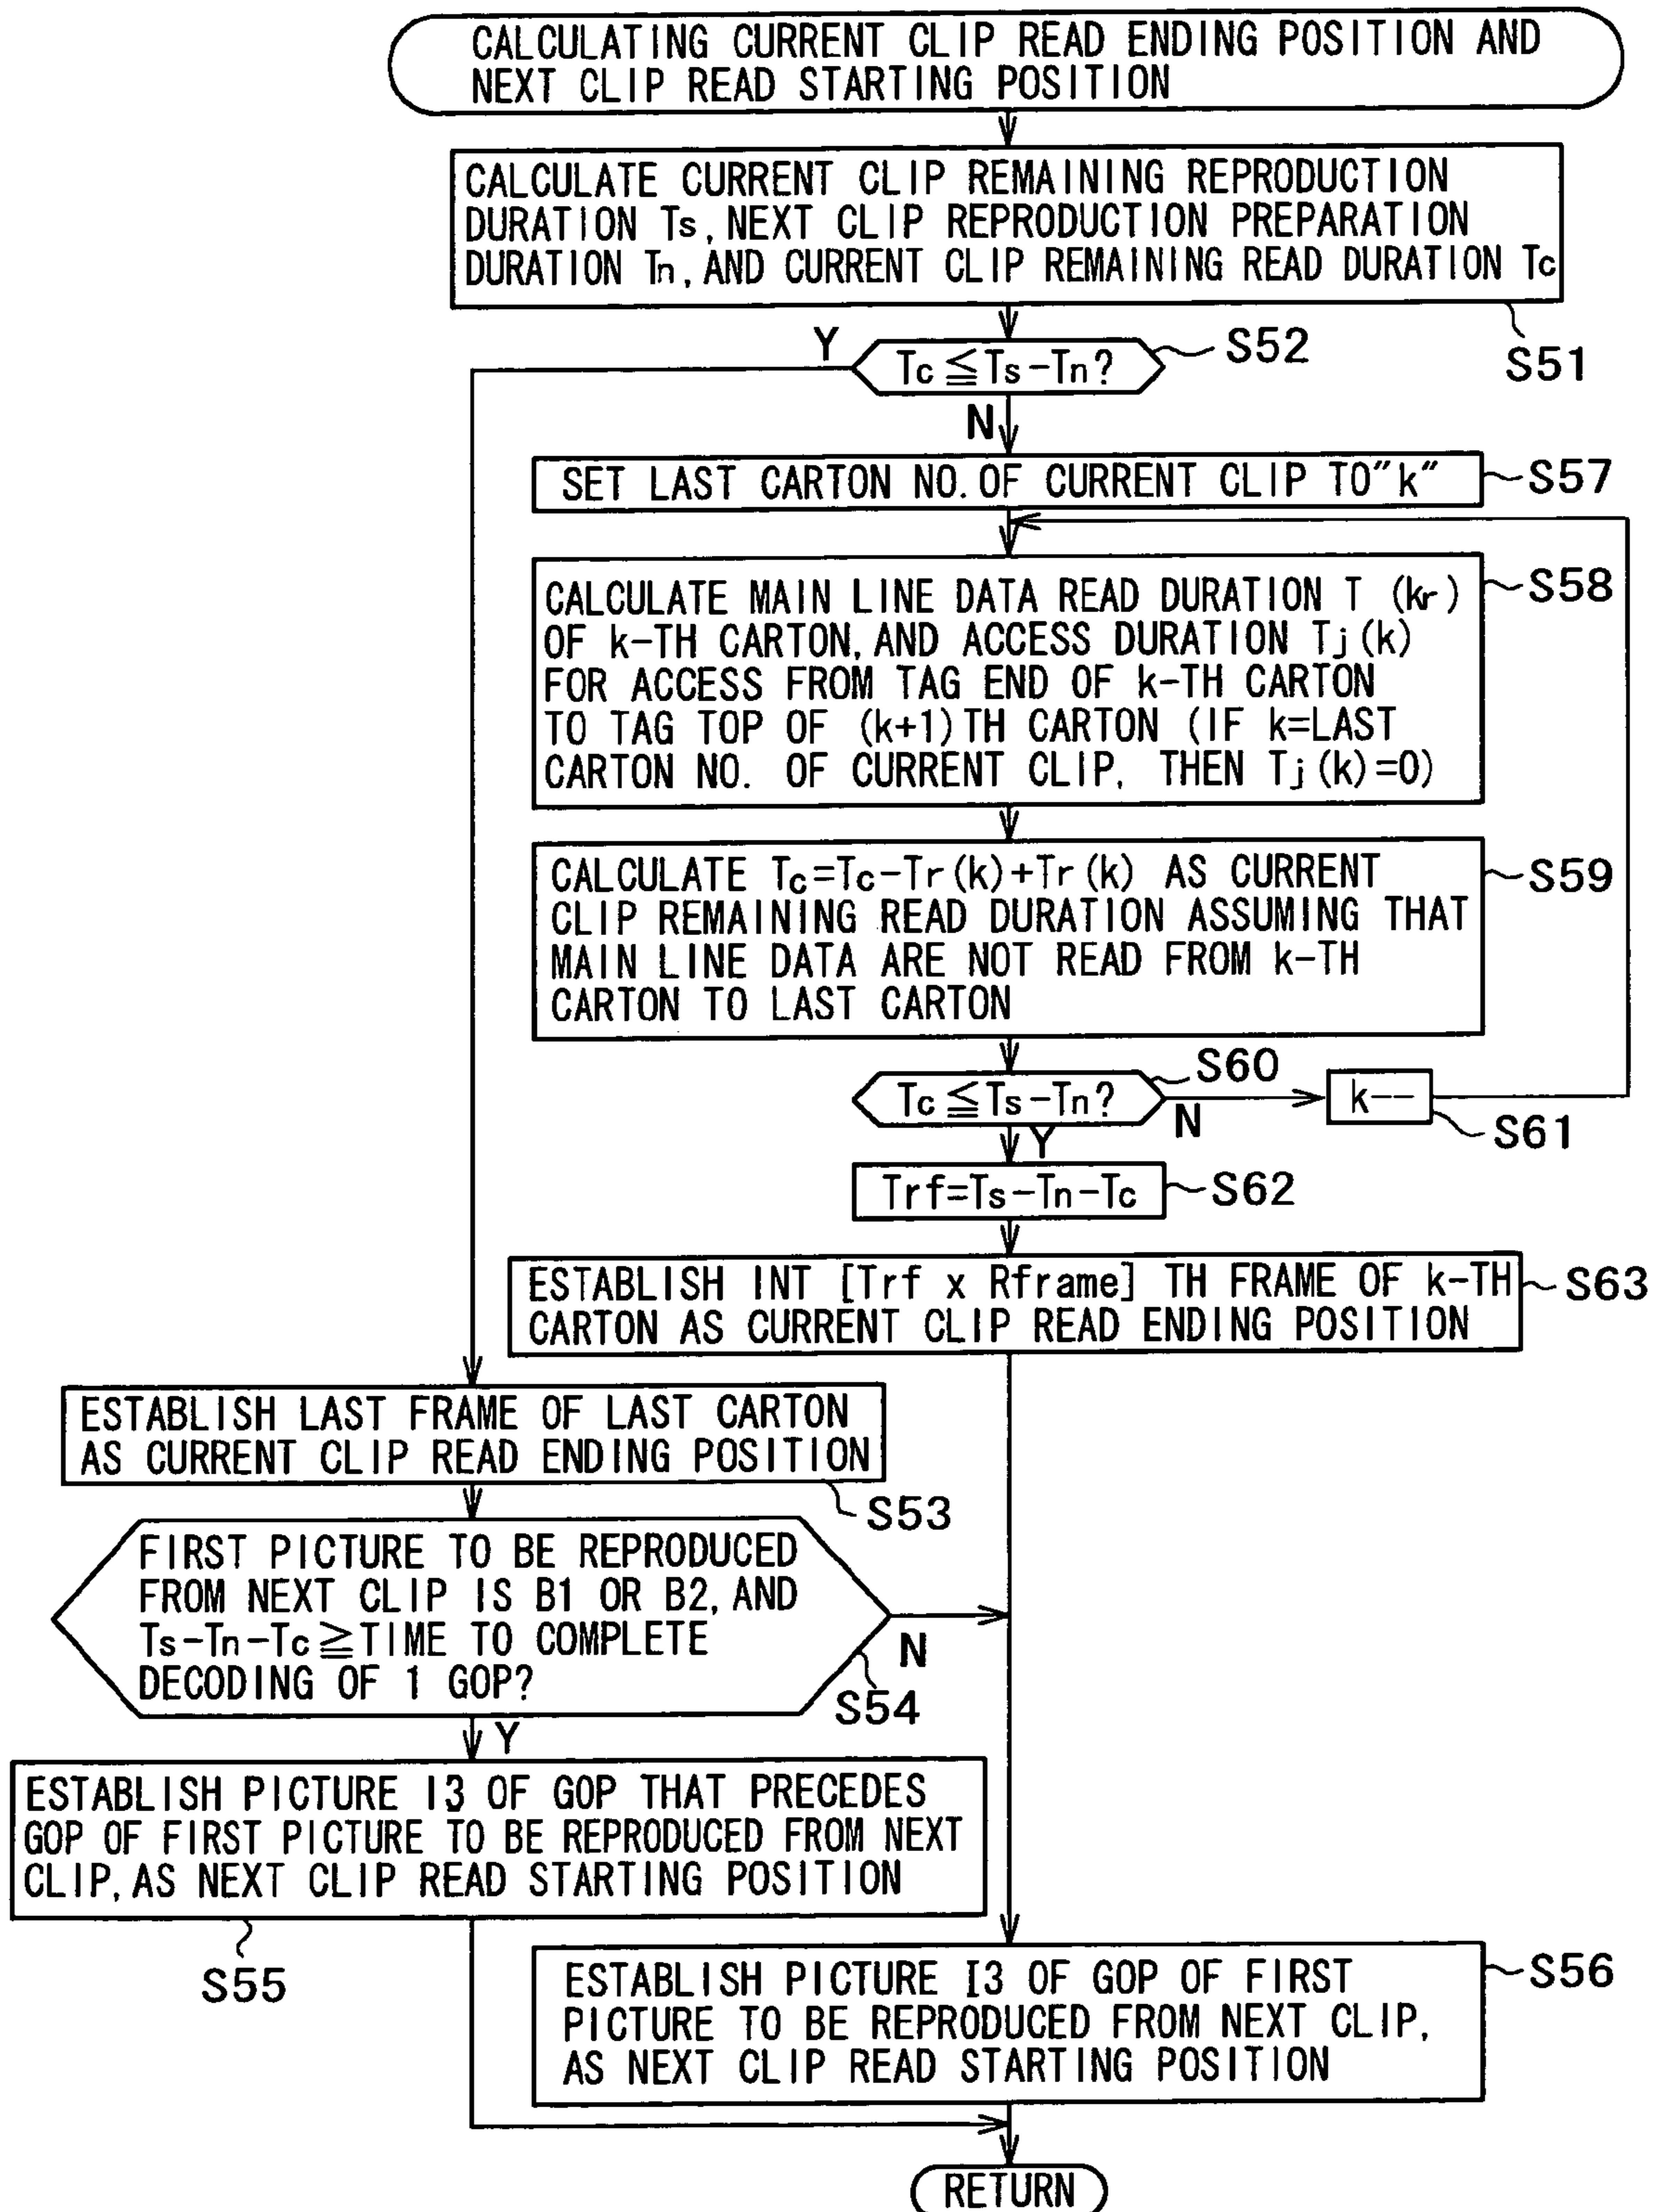 CALCULATING CURRENT CLIP READ ENDING POSITION AND
NEXT CLIP READ STARTING POSITION
CALCULATE CURRENT CLIP REMAINING REPRODUCTION
DURATION Ts, NEXT CLIP REPRODUCTION PREPARATION
DURATION Tn, AND CURRENT CLIP REMAINING READ DURATION Tc
S51
Y
Tc≦Ts-Tn?
S52
N
SET LAST CARTON NO. OF CURRENT CLIP TO"k"
S57
CALCULATE MAIN LINE DATA READ DURATION T (kr)
OF k-TH CARTON, AND ACCESS DURATION Tj(k)
FOR ACCESS FROM TAG END OF k-TH CARTON
TO TAG TOP OF (k+1)TH CARTON (IF k=LAST
CARTON NO. OF CURRENT CLIP, THEN Tj(k)=0)
S58
CALCULATE Tc=Tc-Tr(k)+Tr(k) AS CURRENT
CLIP REMAINING READ DURATION ASSUMING THAT
MAIN LINE DATA ARE NOT READ FROM k-TH
CARTON TO LAST CARTON
S59
Tc≦Ts-Tn?
S60
N
k--
S61
Y
Trf=Ts-Tn-Tc
S62
ESTABLISH INT [Trf x Rframe] TH FRAME OF k-TH
CARTON AS CURRENT CLIP READ ENDING POSITION
S63
ESTABLISH LAST FRAME OF LAST CARTON
AS CURRENT CLIP READ ENDING POSITION
S53
FIRST PICTURE TO BE REPRODUCED
FROM NEXT CLIP IS B1 OR B2, AND
Ts-Tn-Tc≧TIME TO COMPLETE
DECODING OF 1 GOP?
N
S54
Y
ESTABLISH PICTURE I3 OF GOP THAT PRECEDES
GOP OF FIRST PICTURE TO BE REPRODUCED FROM NEXT
CLIP, AS NEXT CLIP READ STARTING POSITION
S55
ESTABLISH PICTURE I3 OF GOP OF FIRST
PICTURE TO BE REPRODUCED FROM NEXT CLIP,
AS NEXT CLIP READ STARTING POSITION
S56
RETURN